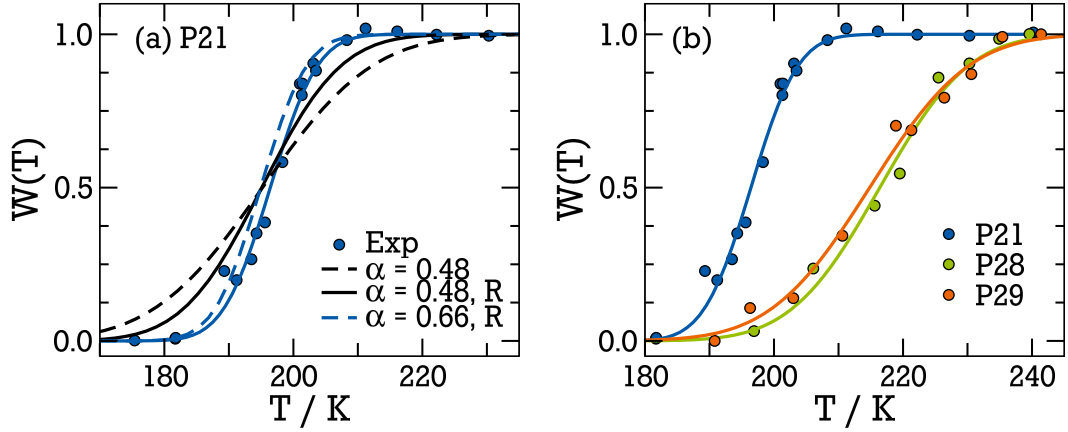 (a) P21
W(T)
1.0
0.5
0.0
Exp
α = 0.48
α = 0.48, R
α = 0.66, R
180
200
220
T / K
(b)
W(T)
1.0
0.5
0.0
P21
P28
P29
180
200
220
240
T / K